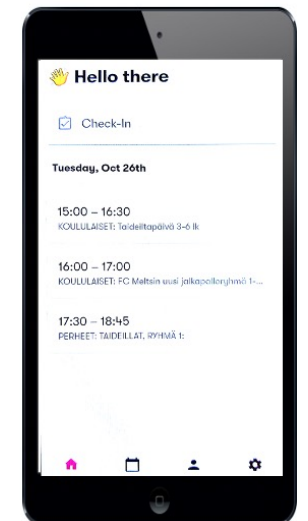 👋 Hello there
Check-In
Tuesday, Oct 26th
15:00 – 16:30
KOULULAISET: Taideiltapäivä 3-6 lk
16:00 – 17:00
KOULULAISET: FC Meltsin uusi jalkapalloryhmä 1-...
17:30 – 18:45
PERHEET: TAIDEILLAT, RYHMÄ 1: